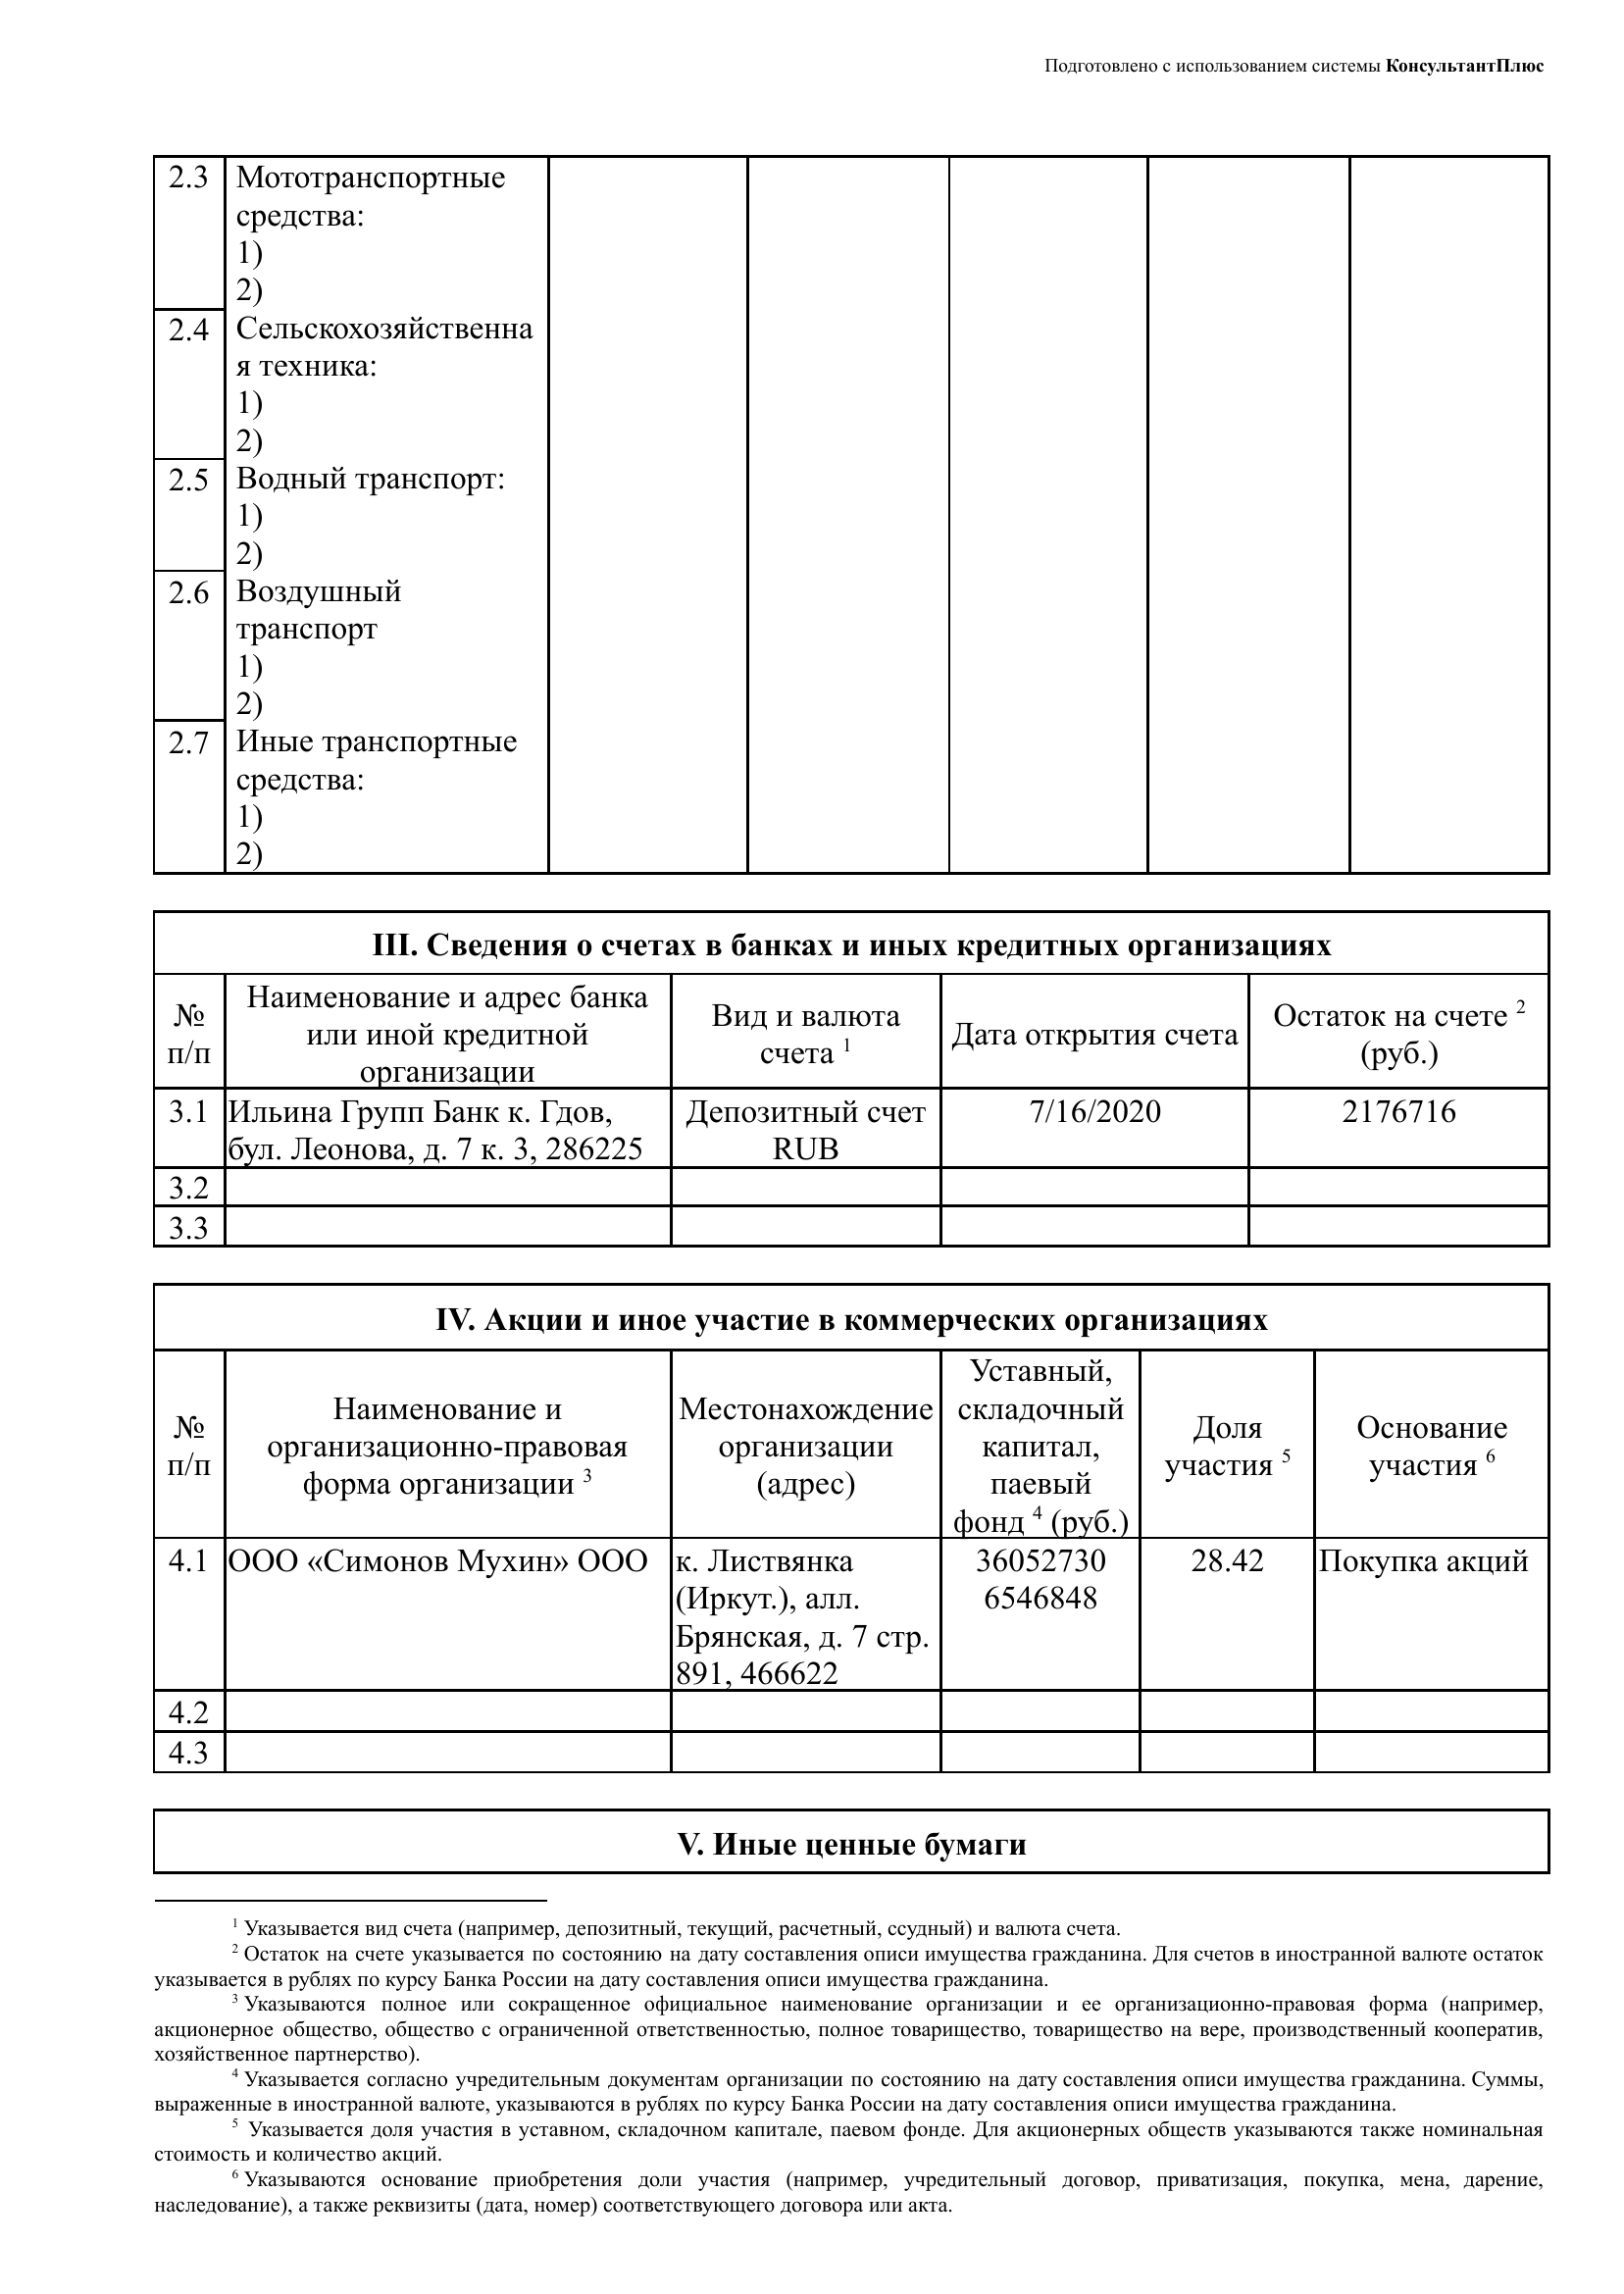 Подготовлено с использованием системы КонсультантПлюс
2.3 Мототранспортные
средства:
1)
2)
2.4 Сельскохозяйственна
я техника:
1)
2)
2.5 Водный транспорт:
1)
2)
2.6 Воздушный
транспорт
1)
2)
2.7 Иные транспортные
средства:
1)
2)
III. Сведения о счетах в банках и иных кредитных организациях
№
п/п
Наименование и адрес банка
или иной кредитной
организации
Вид и валюта
счета 1
Дата открытия счета
Остаток на счете 2
(руб.)
3.1
Ильина Групп Банк к. Гдов,
бул. Леонова, д. 7 к. 3, 286225
Депозитный счет
RUB
7/16/2020
2176716
3.2
3.3
IV. Акции и иное участие в коммерческих организациях
№
п/п
Наименование и
организационно-правовая
форма организации 3
Местонахождение
организации
(адрес)
Уставный,
складочный
капитал,
паевый
фонд 4 (руб.)
Доля
участия 5
Основание
участия 6
4.1
ООО «Симонов Мухин» ООО
к. Листвянка
(Иркут.), алл.
Брянская, д. 7 стр.
891, 466622
36052730
6546848
28.42
Покупка акций
4.2
4.3
V. Иные ценные бумаги
1 Указывается вид счета (например, депозитный, текущий, расчетный, ссудный) и валюта счета.
2 Остаток на счете указывается по состоянию на дату составления описи имущества гражданина. Для счетов в иностранной валюте остаток
указывается в рублях по курсу Банка России на дату составления описи имущества гражданина.
3 Указываются полное или сокращенное официальное наименование организации и ее организационно-правовая форма (например,
акционерное общество, общество с ограниченной ответственностью, полное товарищество, товарищество на вере, производственный кооператив,
хозяйственное партнерство).
4 Указывается согласно учредительным документам организации по состоянию на дату составления описи имущества гражданина. Суммы,
выраженные в иностранной валюте, указываются в рублях по курсу Банка России на дату составления описи имущества гражданина.
5 Указывается доля участия в уставном, складочном капитале, паевом фонде. Для акционерных обществ указываются также номинальная
стоимость и количество акций.
6 Указываются основание приобретения доли участия (например, учредительный договор, приватизация, покупка, мена, дарение,
наследование), а также реквизиты (дата, номер) соответствующего договора или акта.